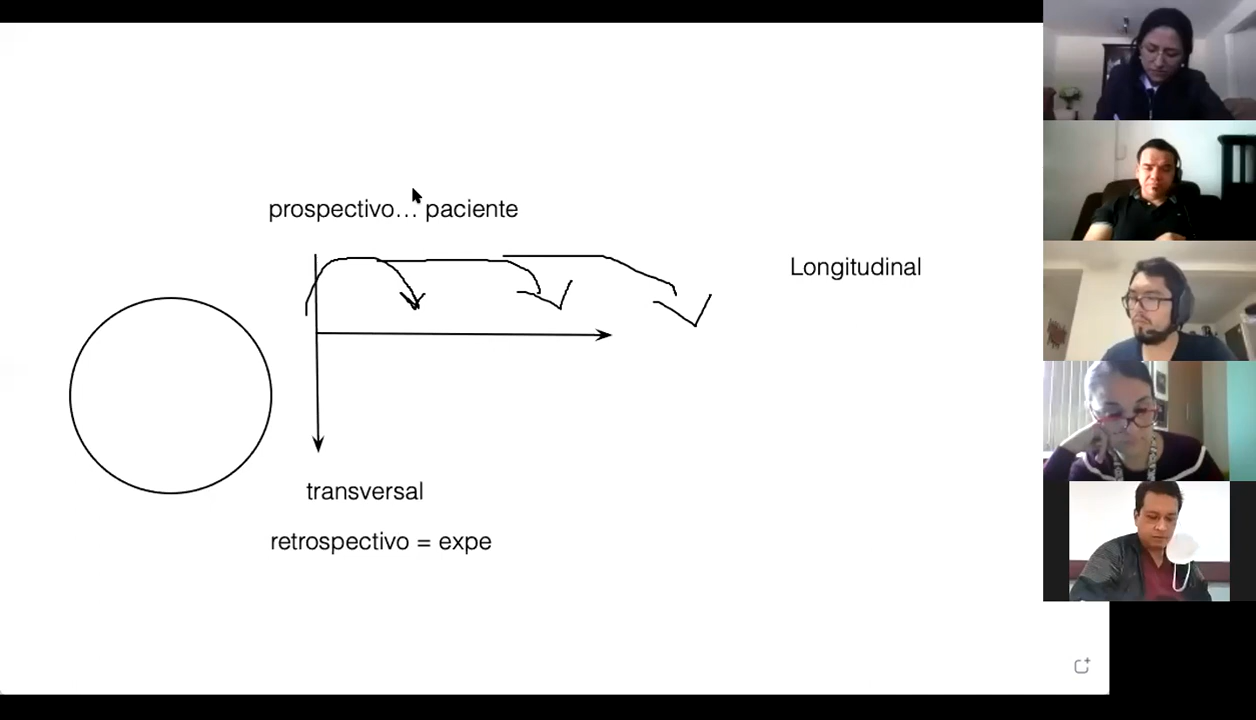 prospectivo... paciente
Longitudinal
transversal
retrospectivo = expe